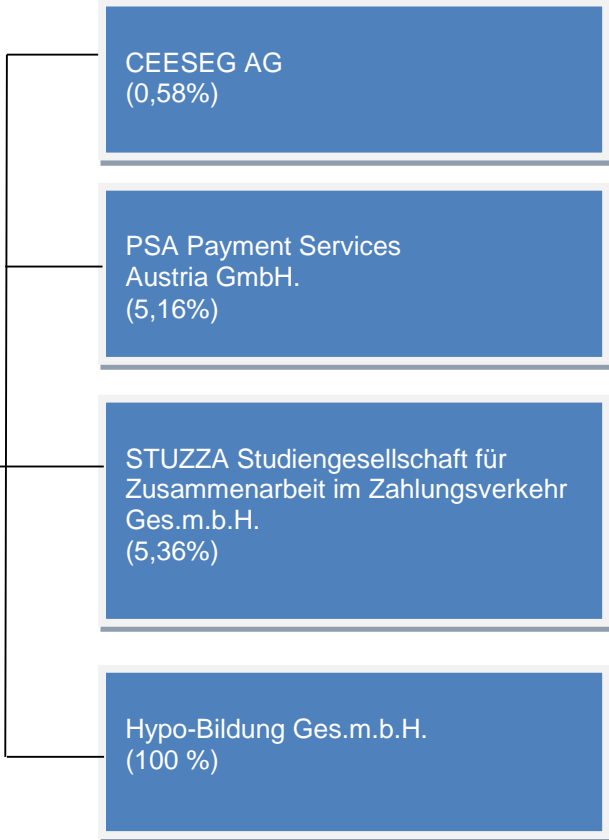 CEESEG AG
(0,58%)
PSA Payment Services
Austria GmbH.
(5,16%)
STUZZA Studiengesellschaft für
Zusammenarbeit im Zahlungsverkehr
Ges.m.b.H.
(5,36%)
Hypo-Bildung Ges.m.b.H.
(100 %)